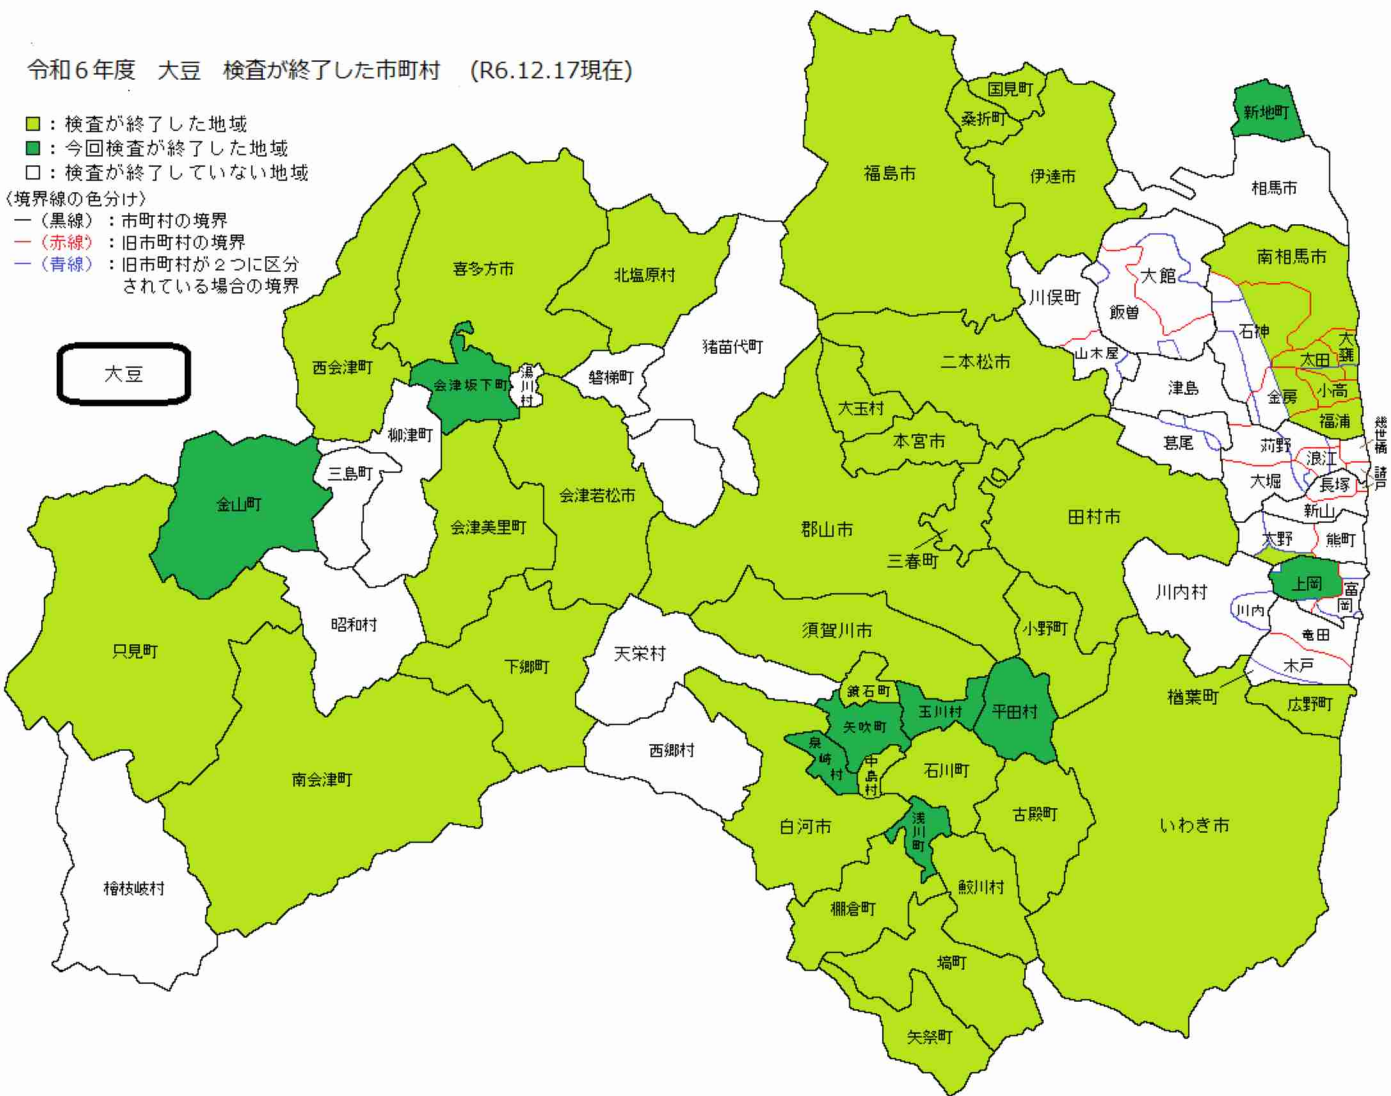 令和６年度　大豆　検査が終了した市町村　(R6.12.17現在)
：検査が終了した地域
：今回検査が終了した地域
：検査が終了していない地域
〈境界線の色分け〉
―（黒線）：市町村の境界
―（赤線）：旧市町村の境界
―（青線）：旧市町村が２つに区分
されている場合の境界
大豆
国見町
桑折町
新地町
福島市
伊達市
相馬市
喜多方市
北塩原村
南相馬市
大館
川俣町
飯曽
石神
猪苗代町
山木屋
大甕
太田
西会津町
会津坂下町
湯川村
磐梯町
二本松市
津島
金房
小高
大玉村
福浦
柳津町
本宮市
葛尾
苅野
幾世橋
浪江
三島町
請戸
大堀
長塚
金山町
会津若松市
新山
会津美里町
郡山市
田村市
大野
熊町
三春町
上岡
川内村
富岡
川内
昭和村
須賀川市
小野町
竜田
只見町
下郷町
天栄村
木戸
鏡石町
楢葉町
広野町
玉川村
平田村
矢吹町
西郷村
泉崎村
中島村
石川町
南会津町
古殿町
白河市
浅川町
いわき市
檜枝岐村
鮫川村
棚倉町
塙町
矢祭町